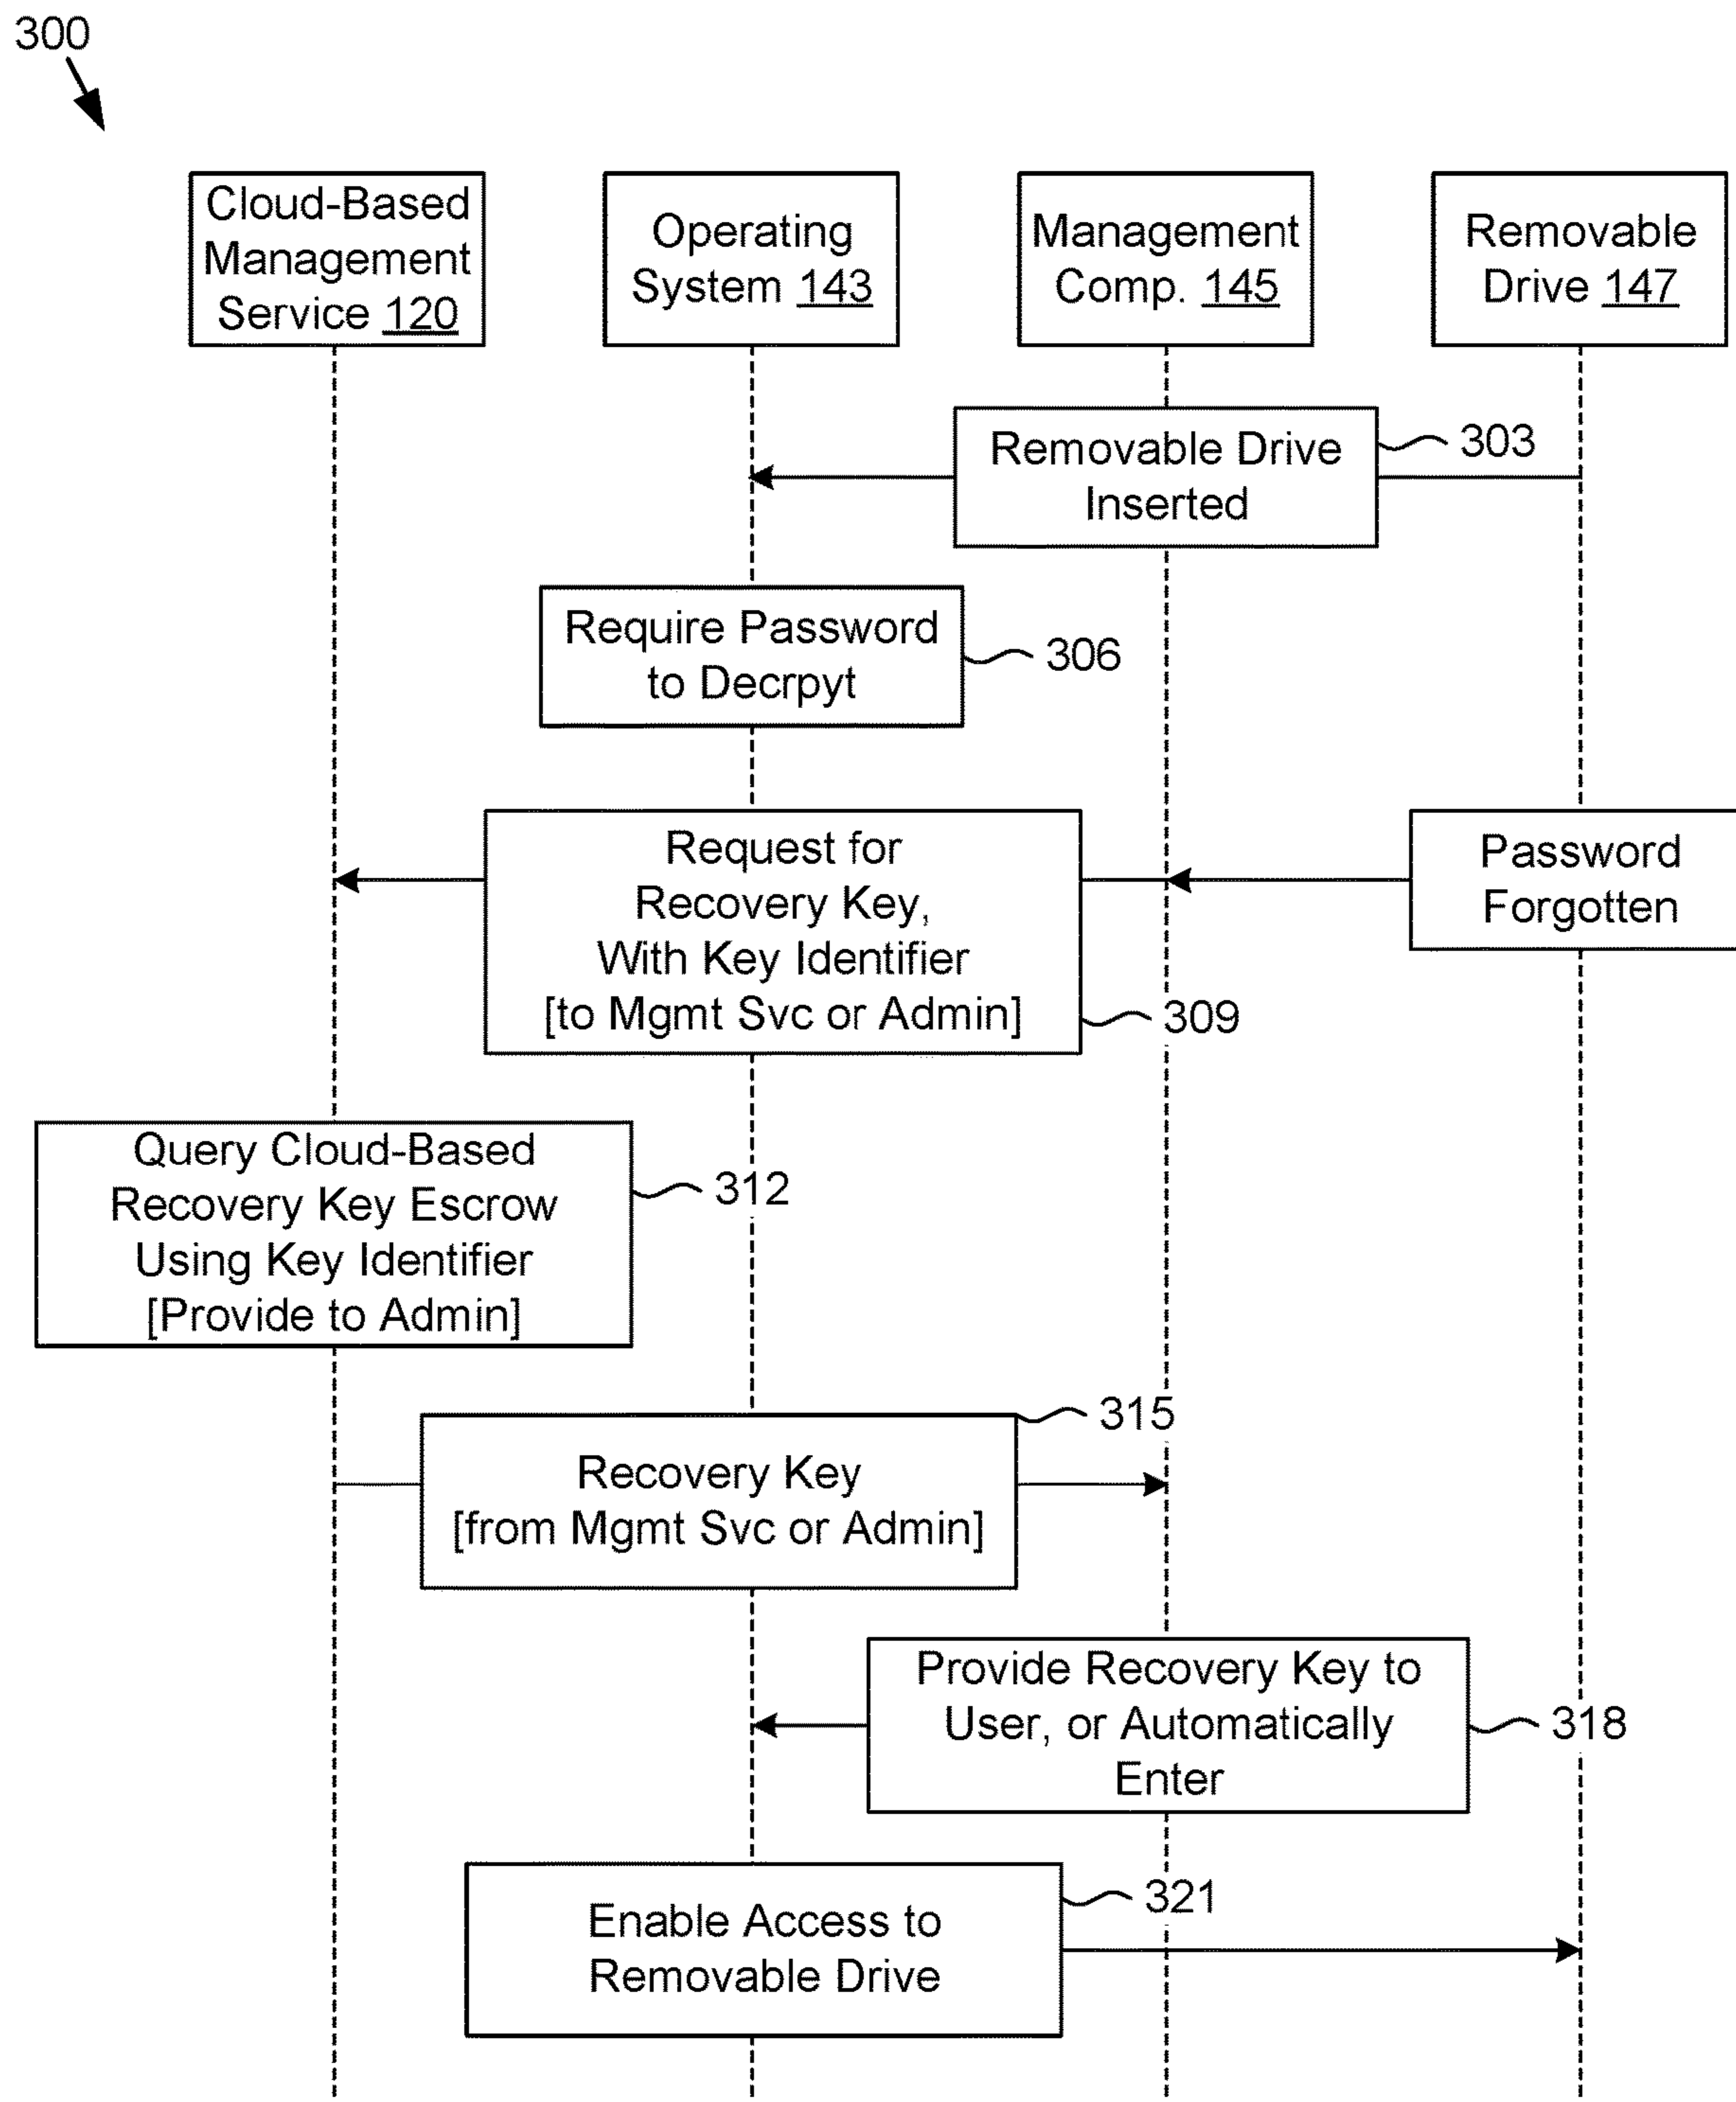 300
Cloud-Based
Management
Service 120
Operating
System 143
Management
Comp. 145
Removable
Drive 147
Removable Drive
Inserted
303
Require Password
to Decrpyt
306
Request for
Recovery Key,
With Key Identifier
[to Mgmt Svc or Admin]
309
Password
Forgotten
Query Cloud-Based
Recovery Key Escrow
Using Key Identifier
[Provide to Admin]
312
315
Recovery Key
[from Mgmt Svc or Admin]
Provide Recovery Key to
User, or Automatically
Enter
318
321
Enable Access to
Removable Drive